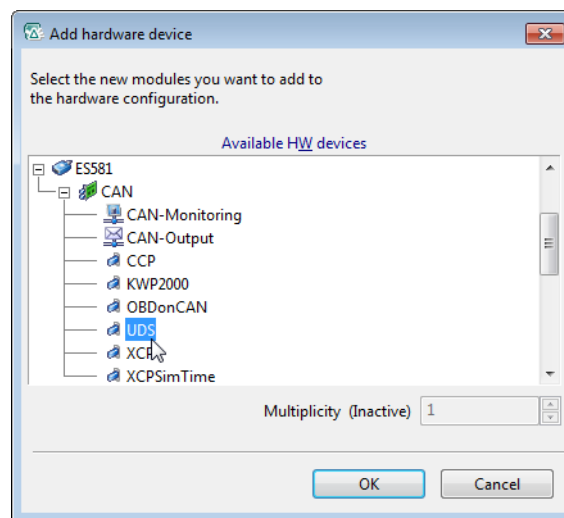 Add hardware device
Select the new modules you want to add to
the hardware configuration.
Available HW devices
ES581
CAN
CAN-Monitoring
CAN-Output
CCP
KWP2000
OBDonCAN
UDS
XCP
XCPSimTime
Multiplicity (Inactive) 1
OK Cancel